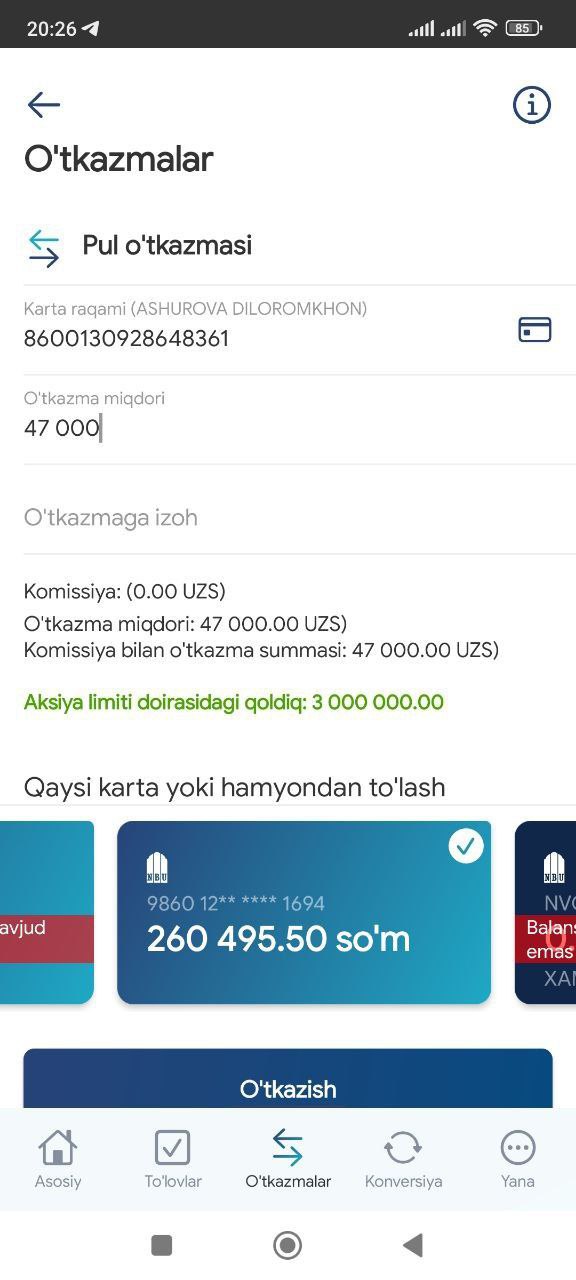 20:26
85
O'tkazmalar
Pul o'tkazmasi
Karta raqami (ASHUROVA DILOROMKHON)
8600130928648361
O'tkazma miqdori
47 000
O'tkazmaga izoh
Komissiya: (0.00 UZS)
O'tkazma miqdori: 47 000.00 UZS)
Komissiya bilan o'tkazma summasi: 47 000.00 UZS)
Aksiya limiti doirasidagi qoldiq: 3 000 000.00
Qaysi karta yoki hamyondan to'lash
avjud
NBU
9860 12** **** 1694
260 495.50 so'm
NBU
NVO
Balans
emas
0.
XAM
O'tkazish
Asosiy
To'lovlar
O'tkazmalar
Konversiya
Yana